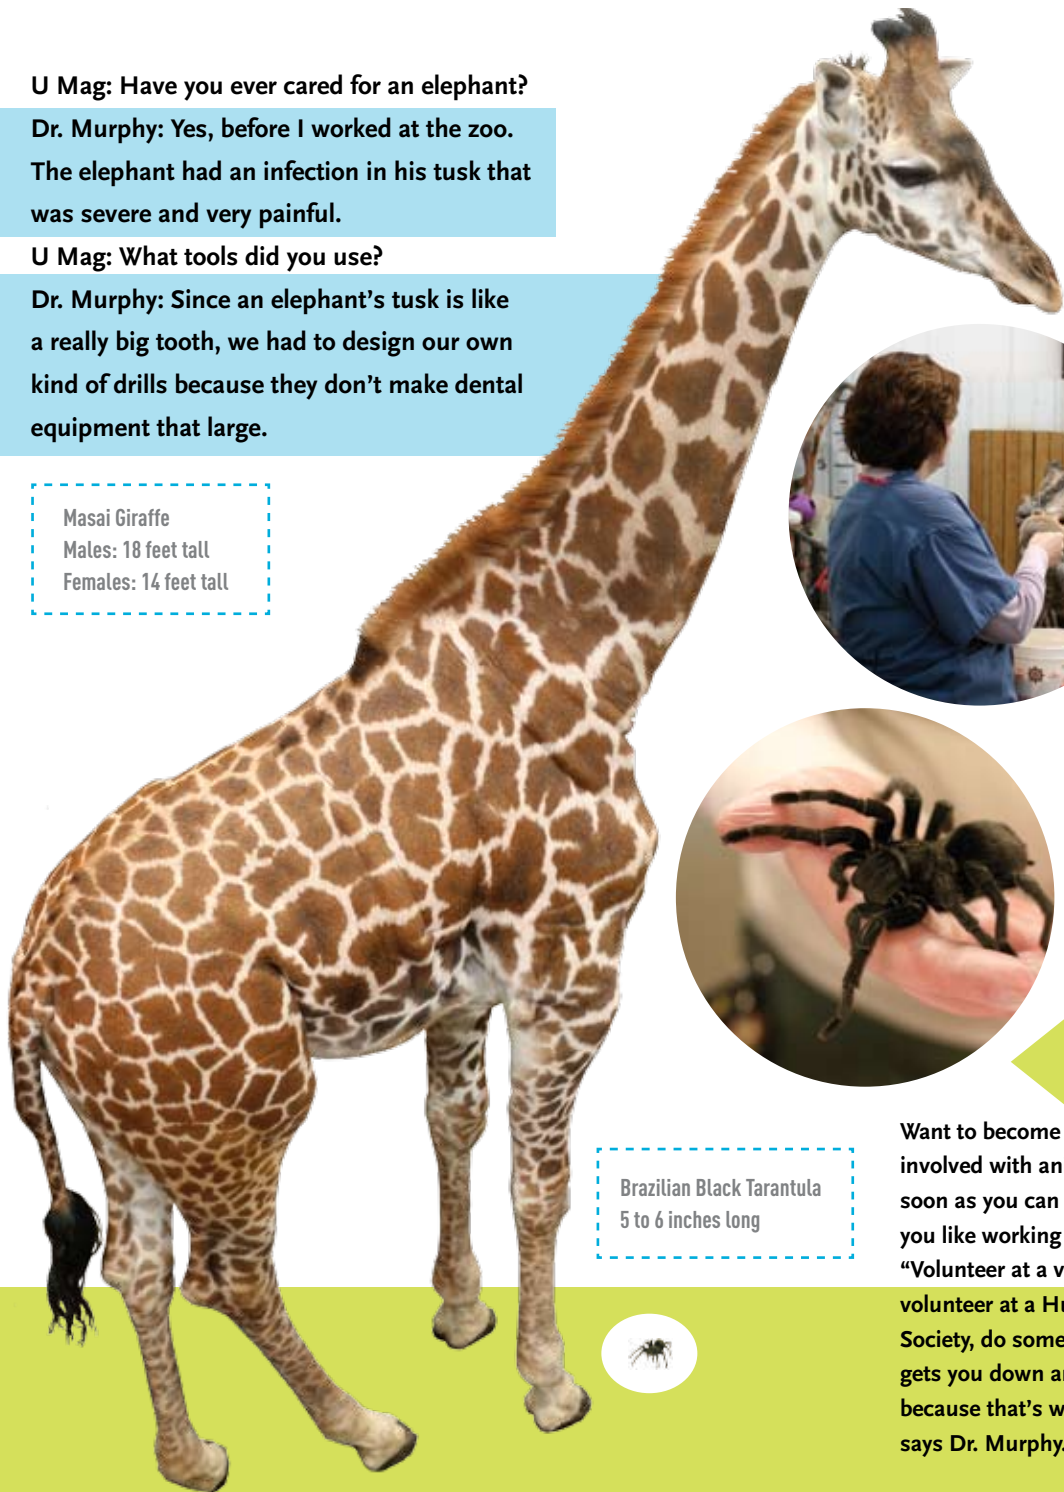 U Mag: Have you ever cared for an elephant?
Dr. Murphy: Yes, before I worked at the zoo.
The elephant had an infection in his tusk that
was severe and very painful.
U Mag: What tools did you use?
Dr. Murphy: Since an elephant’s tusk is like
a really big tooth, we had to design our own
kind of drills because they don’t make dental
equipment that large.
Masai Giraffe
Males: 18 feet tall
Females: 14 feet tall
Brazilian Black Tarantula
5 to 6 inches long
Want to become
involved with an
soon as you can
you like working
“Volunteer at a v
volunteer at a Hu
Society, do some
gets you down ar
because that’s w
says Dr. Murphy.